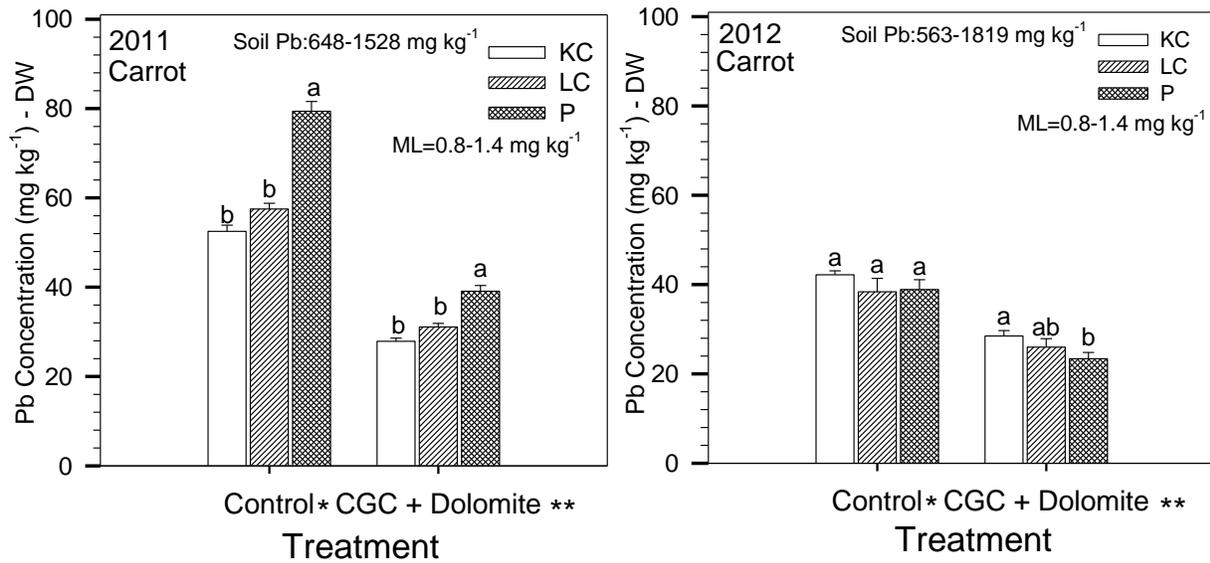 Pb Concentration (mg kg-1) - DW
100
80
60
40
20
0
2011
Carrot
Soil Pb:648-1528 mg kg-1
KC
LC
P
ML=0.8-1.4 mg kg-1
b
b
a
b
b
a
Control* CGC + Dolomite **
Treatment
Pb Concentration (mg kg-1) - DW
100
80
60
40
20
0
2012
Carrot
Soil Pb:563-1819 mg kg-1
KC
LC
P
ML=0.8-1.4 mg kg-1
a
a
a
a
ab
b
Control* CGC + Dolomite **
Treatment